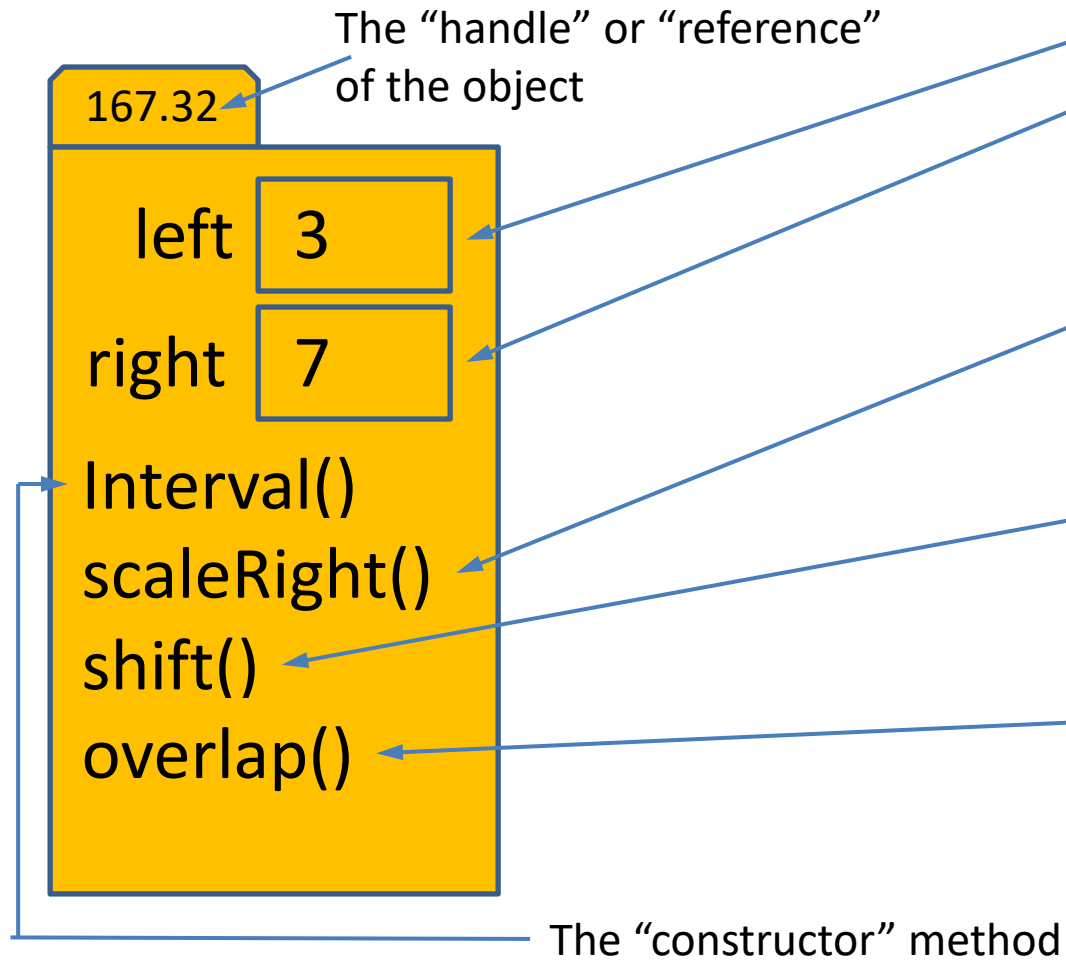 The “handle” or “reference”
of the object
167.32
left 3
right 7
Interval()
scaleRight()
shift()
overlap()
The “constructor” method